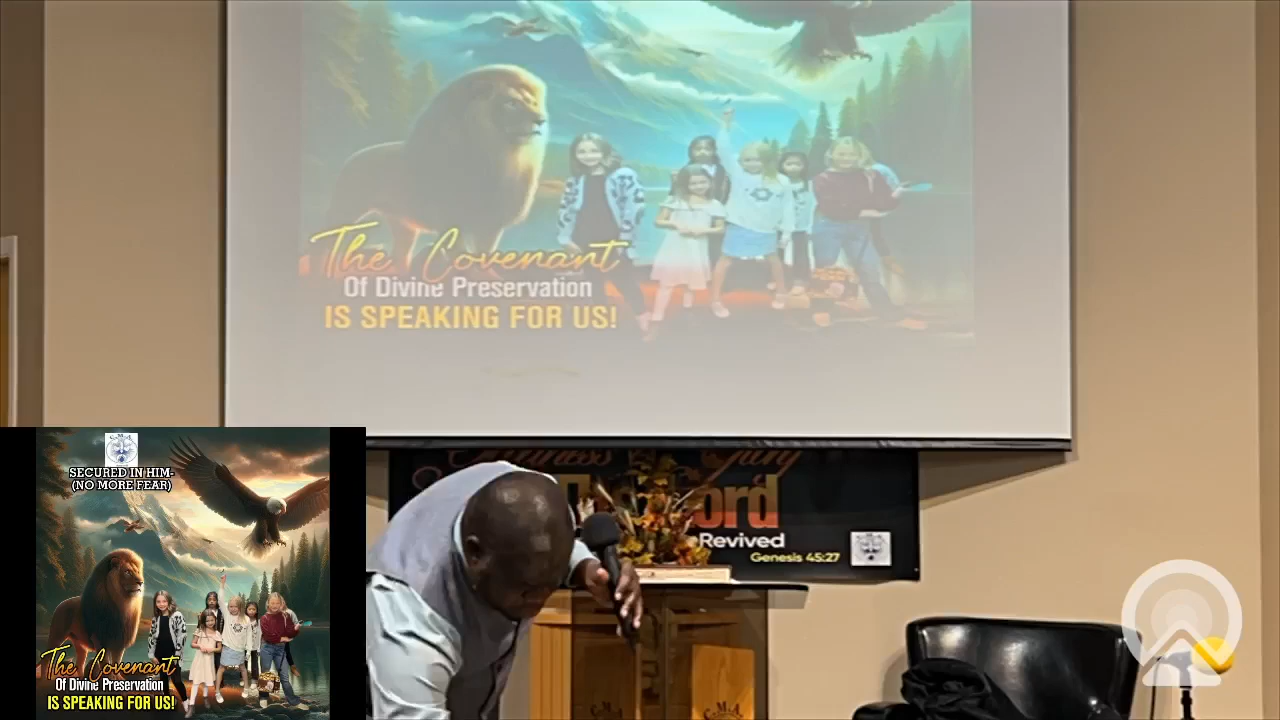 The Covenant
Of Divine Preservation
IS SPEAKING FOR US!
C.M.A.
SECURED IN HIM-
(NO MORE FEAR)
The Covenant
Of Divine Preservation
IS SPEAKING FOR US!
Revived
Genesis 45:27
C.M.A.